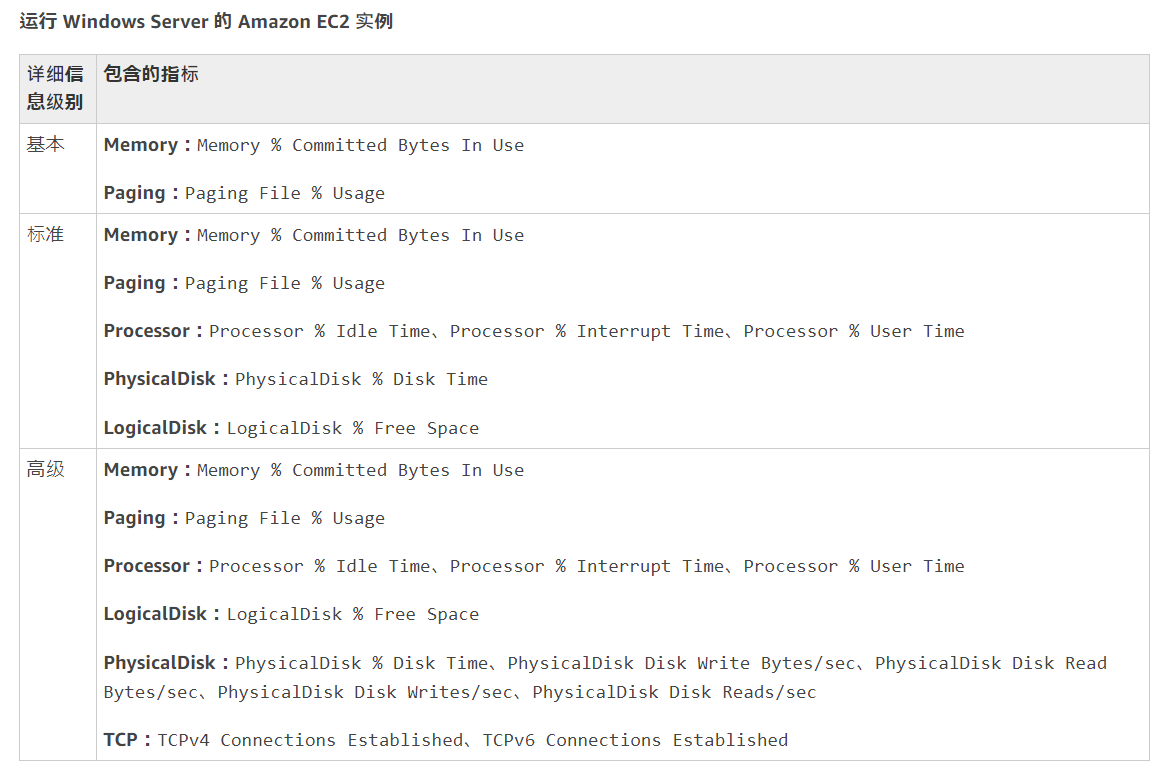 运行 Windows Server 的 Amazon EC2 实例
详细信
息级别
包含的指标
基本
Memory：Memory % Committed Bytes In Use
Paging：Paging File % Usage
标准
Memory：Memory % Committed Bytes In Use
Paging：Paging File % Usage
Processor：Processor % Idle Time、Processor % Interrupt Time、Processor % User Time
PhysicalDisk：PhysicalDisk % Disk Time
LogicalDisk：LogicalDisk % Free Space
高级
Memory：Memory % Committed Bytes In Use
Paging：Paging File % Usage
Processor：Processor % Idle Time、Processor % Interrupt Time、Processor % User Time
LogicalDisk：LogicalDisk % Free Space
PhysicalDisk：PhysicalDisk % Disk Time、PhysicalDisk Disk Write Bytes/sec、PhysicalDisk Disk Read
Bytes/sec、PhysicalDisk Disk Writes/sec、PhysicalDisk Disk Reads/sec
TCP：TCPv4 Connections Established、TCPv6 Connections Established